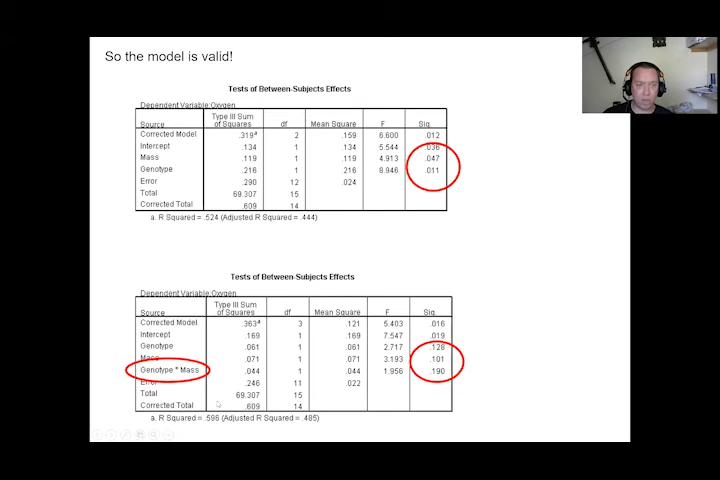 So the model is valid!
Tests of Between-Subjects Effects
Dependent Variable:Oxygen
Source Type III Sum of Squares df Mean Square F Sig.
Corrected Model .319a 2 .159 6.600 .012
Intercept .134 1 .134 5.544 .036
Mass .119 1 .119 4.913 .047
Genotype .216 1 .216 8.946 .011
Error .290 12 .024
Total 69.307 15
Corrected Total .609 14
a. R Squared = .524 (Adjusted R Squared = .444)
Tests of Between-Subjects Effects
Dependent Variable:Oxygen
Source Type III Sum of Squares df Mean Square F Sig.
Corrected Model .363a 3 .121 5.403 .016
Intercept .169 1 .169 7.547 .019
Genotype .061 1 .061 2.717 .128
Mass .071 1 .071 3.193 .101
Genotype * Mass .044 1 .044 1.956 .190
Error .246 11 .022
Total 69.307 15
Corrected Total .609 14
a. R Squared = .596 (Adjusted R Squared = .485)